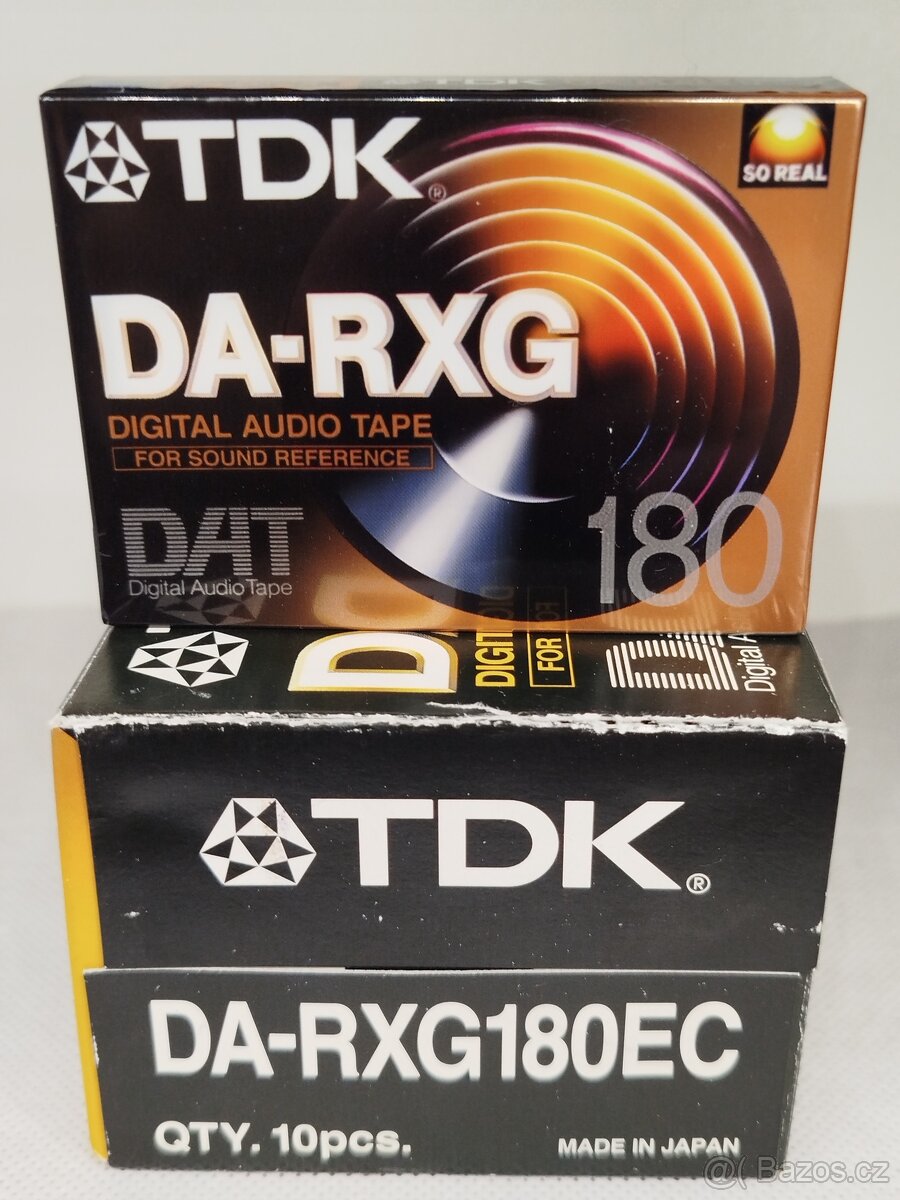 TDK
TDK®
SO REAL
DA-RXG
DIGITAL AUDIO TAPE
FOR SOUND REFERENCE
DAT
Digital Audio Tape
180
TDK®
DA-RXG180EC
QTY. 10pcs.
MADE IN JAPAN
@( Bazos.cz